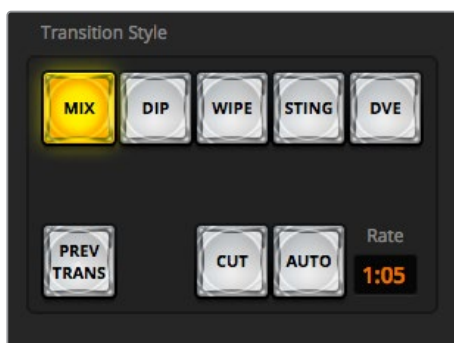 Transition Style
MIX DIP WIPE STING DVE
PREV
TRANS
CUT AUTO
Rate
1:05